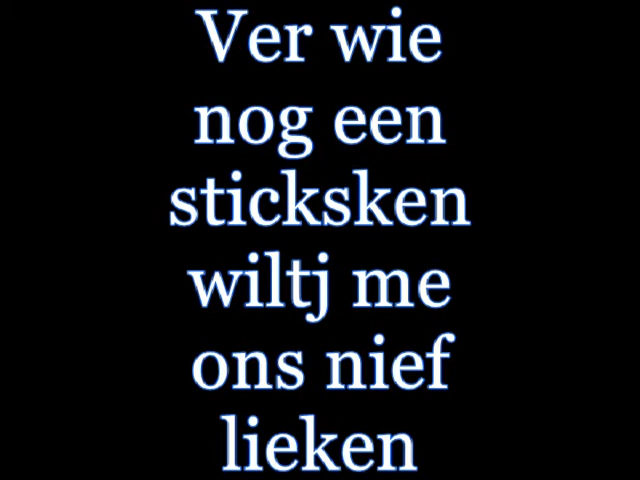 Ver wie
nog een
sticksken
wiltj me
ons nief
lieken